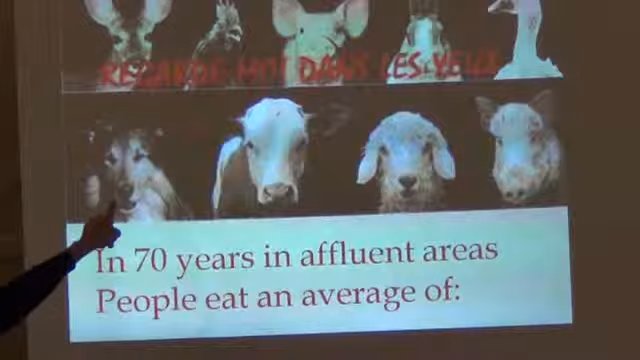 REGARDE MOI DANS LES YEUX
In 70 years in affluent areas
People eat an average of: